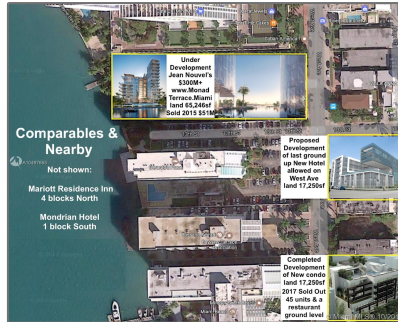 Under
Development
Jean Nouvel's
$300M+
www.Monad
Terrace.Miami
land 65,246sf
Sold 2015 $51M
Comparables &
Nearby
Not shown:
Mariott Residence Inn
4 blocks North
Mondrian Hotel
1 block South
Proposed
Development
of last ground
up New Hotel
allowed on
West Ave
land 17,250sf
Completed
Development
of New condo
land 17,250sf
2017 Sold Out
45 units & a
restaurant
ground level